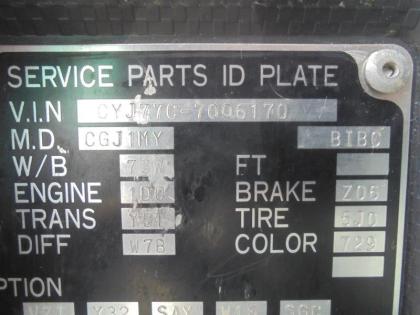 SERVICE PARTS ID PLATE
V.I.N CYJ77C-7006170
M.D. CGJ1MY BIBC
W/B FT
ENGINE BRAKE Z06
TRANS TIRE 5J0
DIFF W7B COLOR 729
PTION